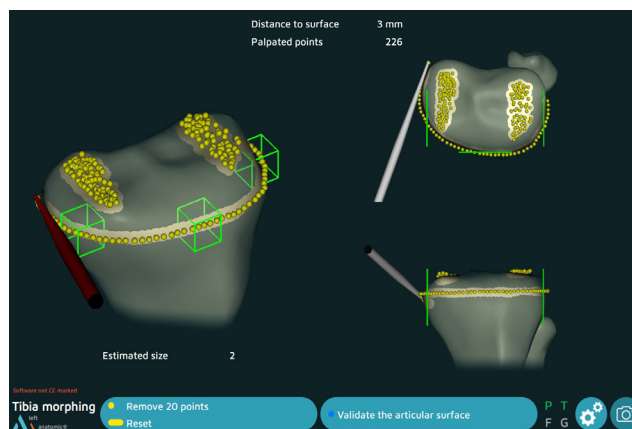 Distance to surface 3 mm
Palpated points 226
Estimated size 2
Software not CE marked
Tibia morphing
left
anatomic®
Remove 20 points
Reset
Validate the articular surface
P T
F G